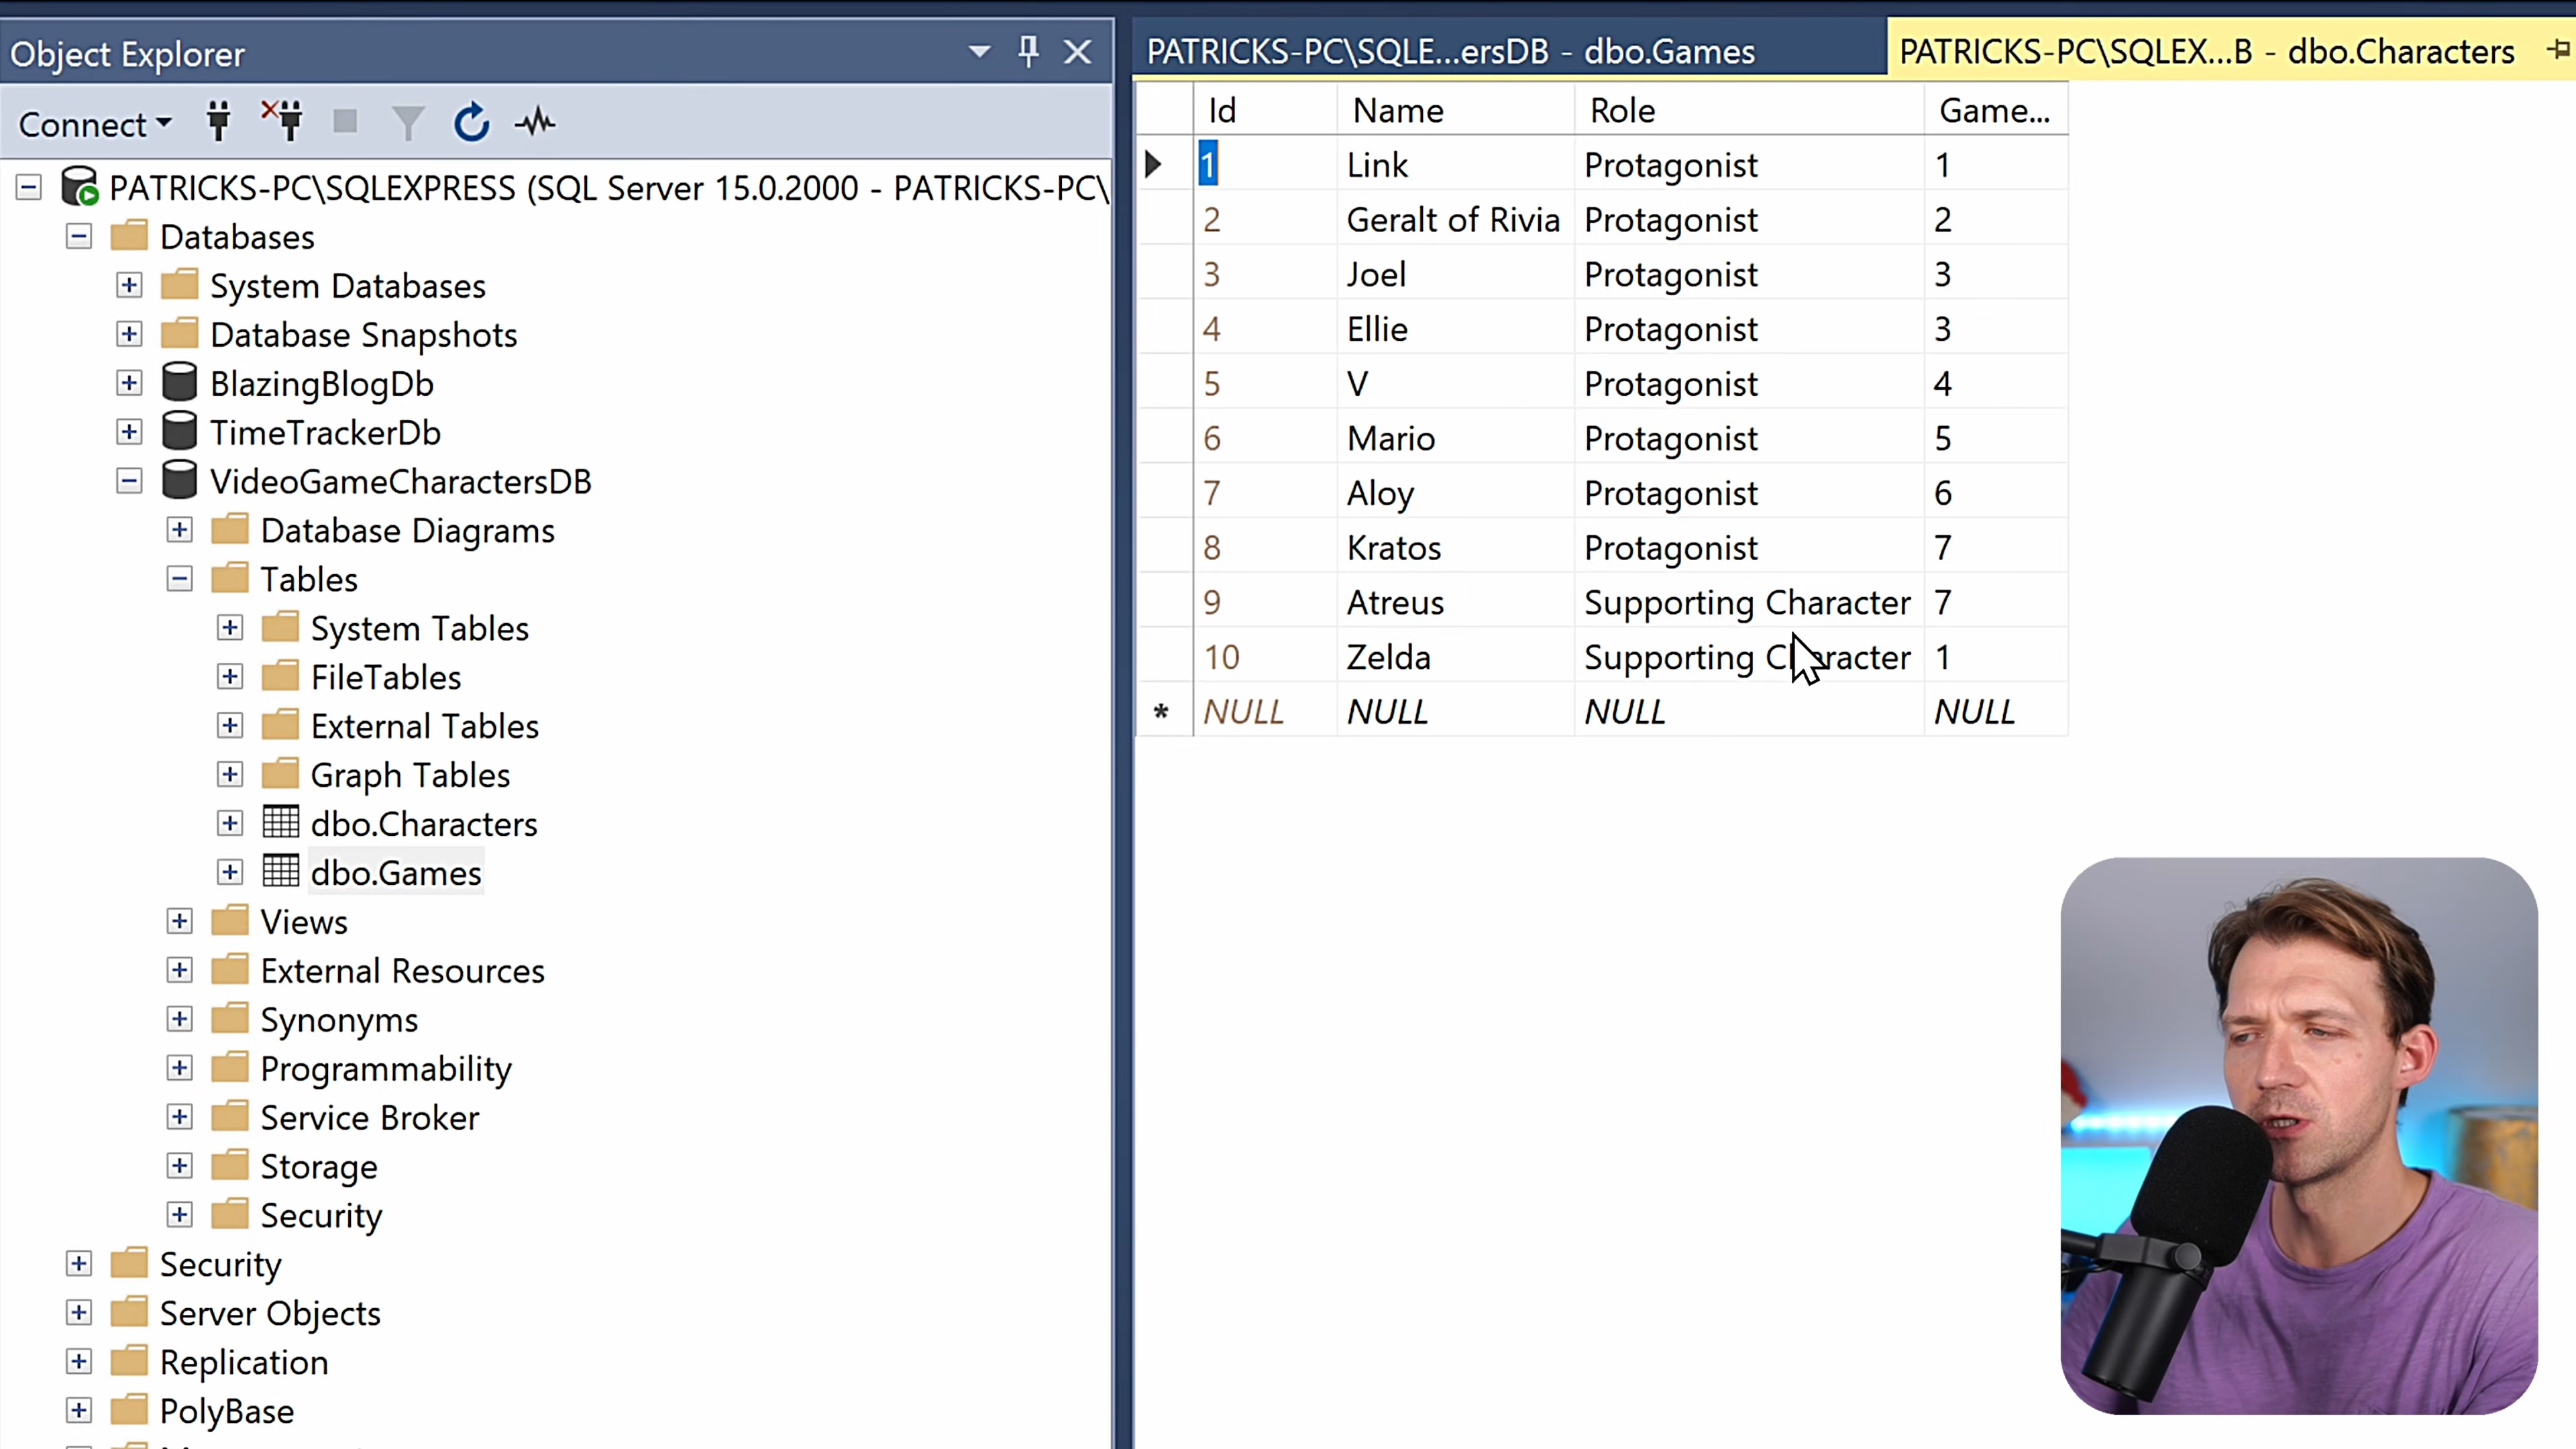 Object Explorer
Connect
PATRICKS-PC\SQLEXPRESS (SQL Server 15.0.2000 - PATRICKS-PC\
Databases
System Databases
Database Snapshots
BlazingBlogDb
TimeTrackerDb
VideoGameCharactersDB
Database Diagrams
Tables
System Tables
FileTables
External Tables
Graph Tables
dbo.Characters
dbo.Games
Views
External Resources
Synonyms
Programmability
Service Broker
Storage
Security
Security
Server Objects
Replication
PolyBase
PATRICKS-PC\SQLE...ersDB - dbo.Games
PATRICKS-PC\SQLEX...B - dbo.Characters
Id Name Role Game...
1 Link Protagonist 1
2 Geralt of Rivia Protagonist 2
3 Joel Protagonist 3
4 Ellie Protagonist 3
5 V Protagonist 4
6 Mario Protagonist 5
7 Aloy Protagonist 6
8 Kratos Protagonist 7
9 Atreus Supporting Character 7
10 Zelda Supporting Character 1
* NULL NULL NULL NULL